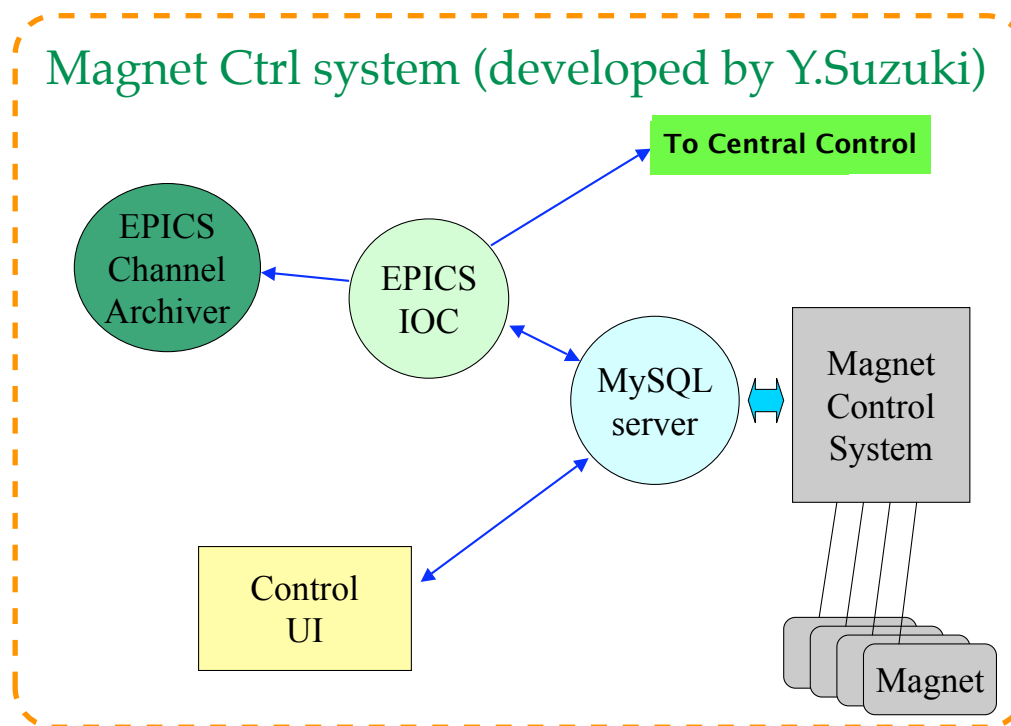 Magnet Ctrl system (developed by Y.Suzuki)
To Central Control
EPICS
Channel
Archiver
EPICS
IOC
MySQL
server
Magnet
Control
System
Control
UI
Magnet